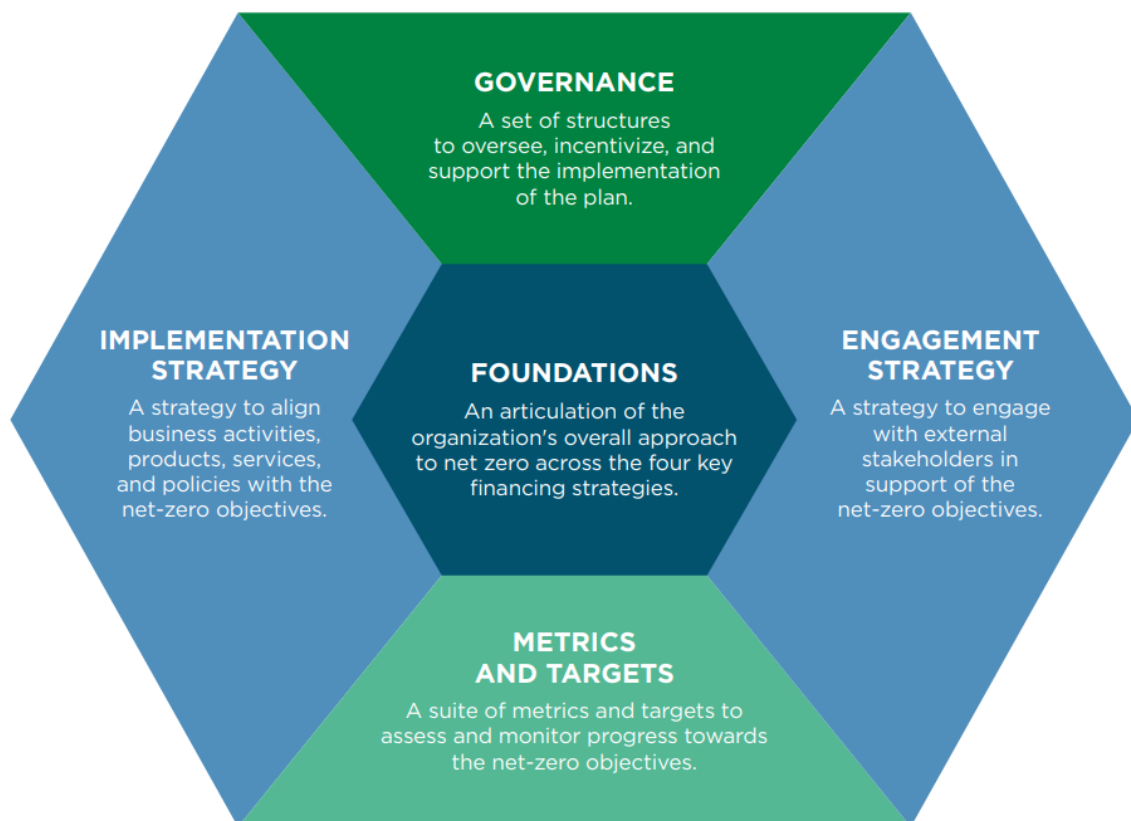 GOVERNANCE
A set of structures
to oversee, incentivize, and
support the implementation
of the plan.
IMPLEMENTATION
STRATEGY
A strategy to align
business activities,
products, services,
and policies with the
net-zero objectives.
FOUNDATIONS
An articulation of the
organization's overall approach
to net zero across the four key
financing strategies.
ENGAGEMENT
STRATEGY
A strategy to engage
with external
stakeholders in
support of the
net-zero objectives.
METRICS
AND TARGETS
A suite of metrics and targets to
assess and monitor progress towards
the net-zero objectives.